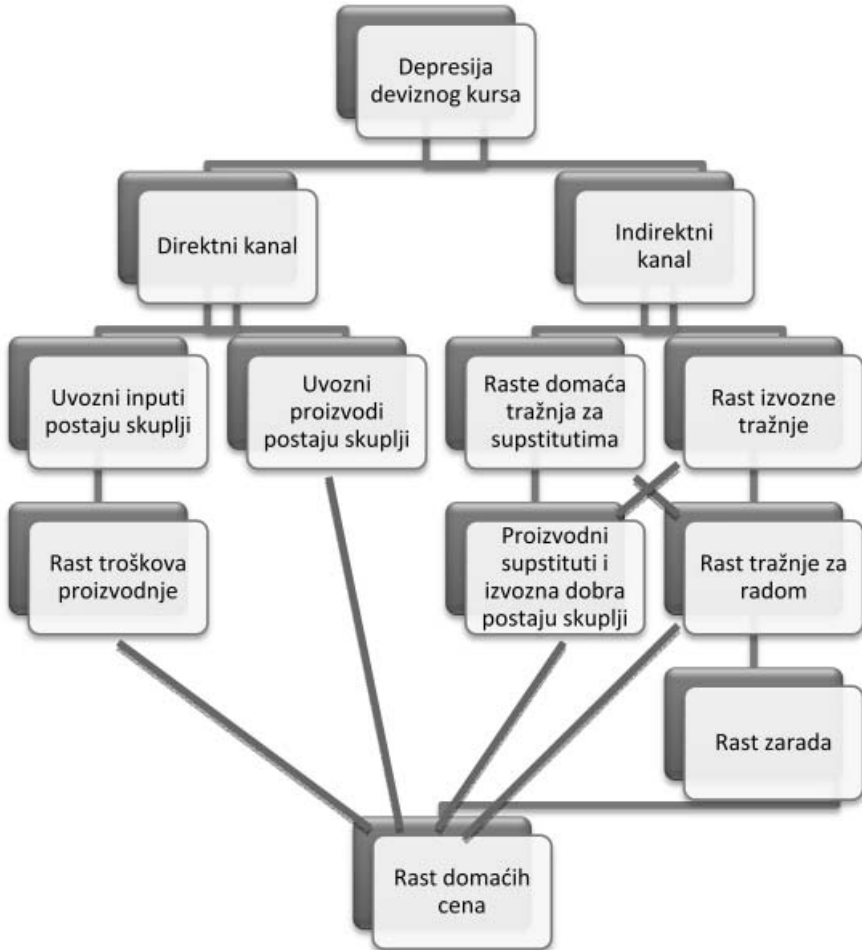 Depresija
deviznog kursa
Direktni kanal
Indirektni
kanal
Uvozni inputi
postaju skuplji
Uvozni
proizvodi
postaju skuplji
Raste domaća
tražnja za
supstitutima
Rast izvozne
tražnje
Rast troškova
proizvodnje
Proizvodni
supstituti i
izvozna dobra
postaju skuplji
Rast tražnje za
radom
Rast zarada
Rast domaćih
cena